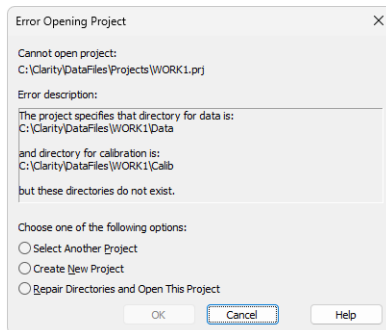 Error Opening Project
Cannot open project:
C:\Clarity\DataFiles\Projects\WORK1.prj
Error description:
The project specifies that directory for data is:
C:\Clarity\DataFiles\WORK1\Data
and directory for calibration is:
C:\Clarity\DataFiles\WORK1\Calib
but these directories do not exist.
Choose one of the following options:
Select Another Project
Create New Project
Repair Directories and Open This Project
OK Cancel Help